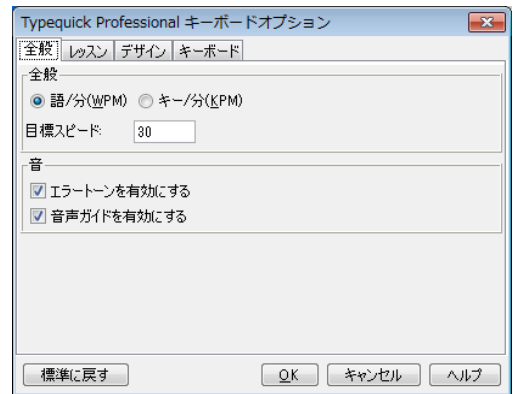 Typequick Professional キーボードオプション
全般 レッスン デザイン キーボード
全般
語/分(WPM) キー/分(KPM)
目標スピード: 30
音
エラートーンを有効にする
音声ガイドを有効にする
標準に戻す OK キャンセル ヘルプ